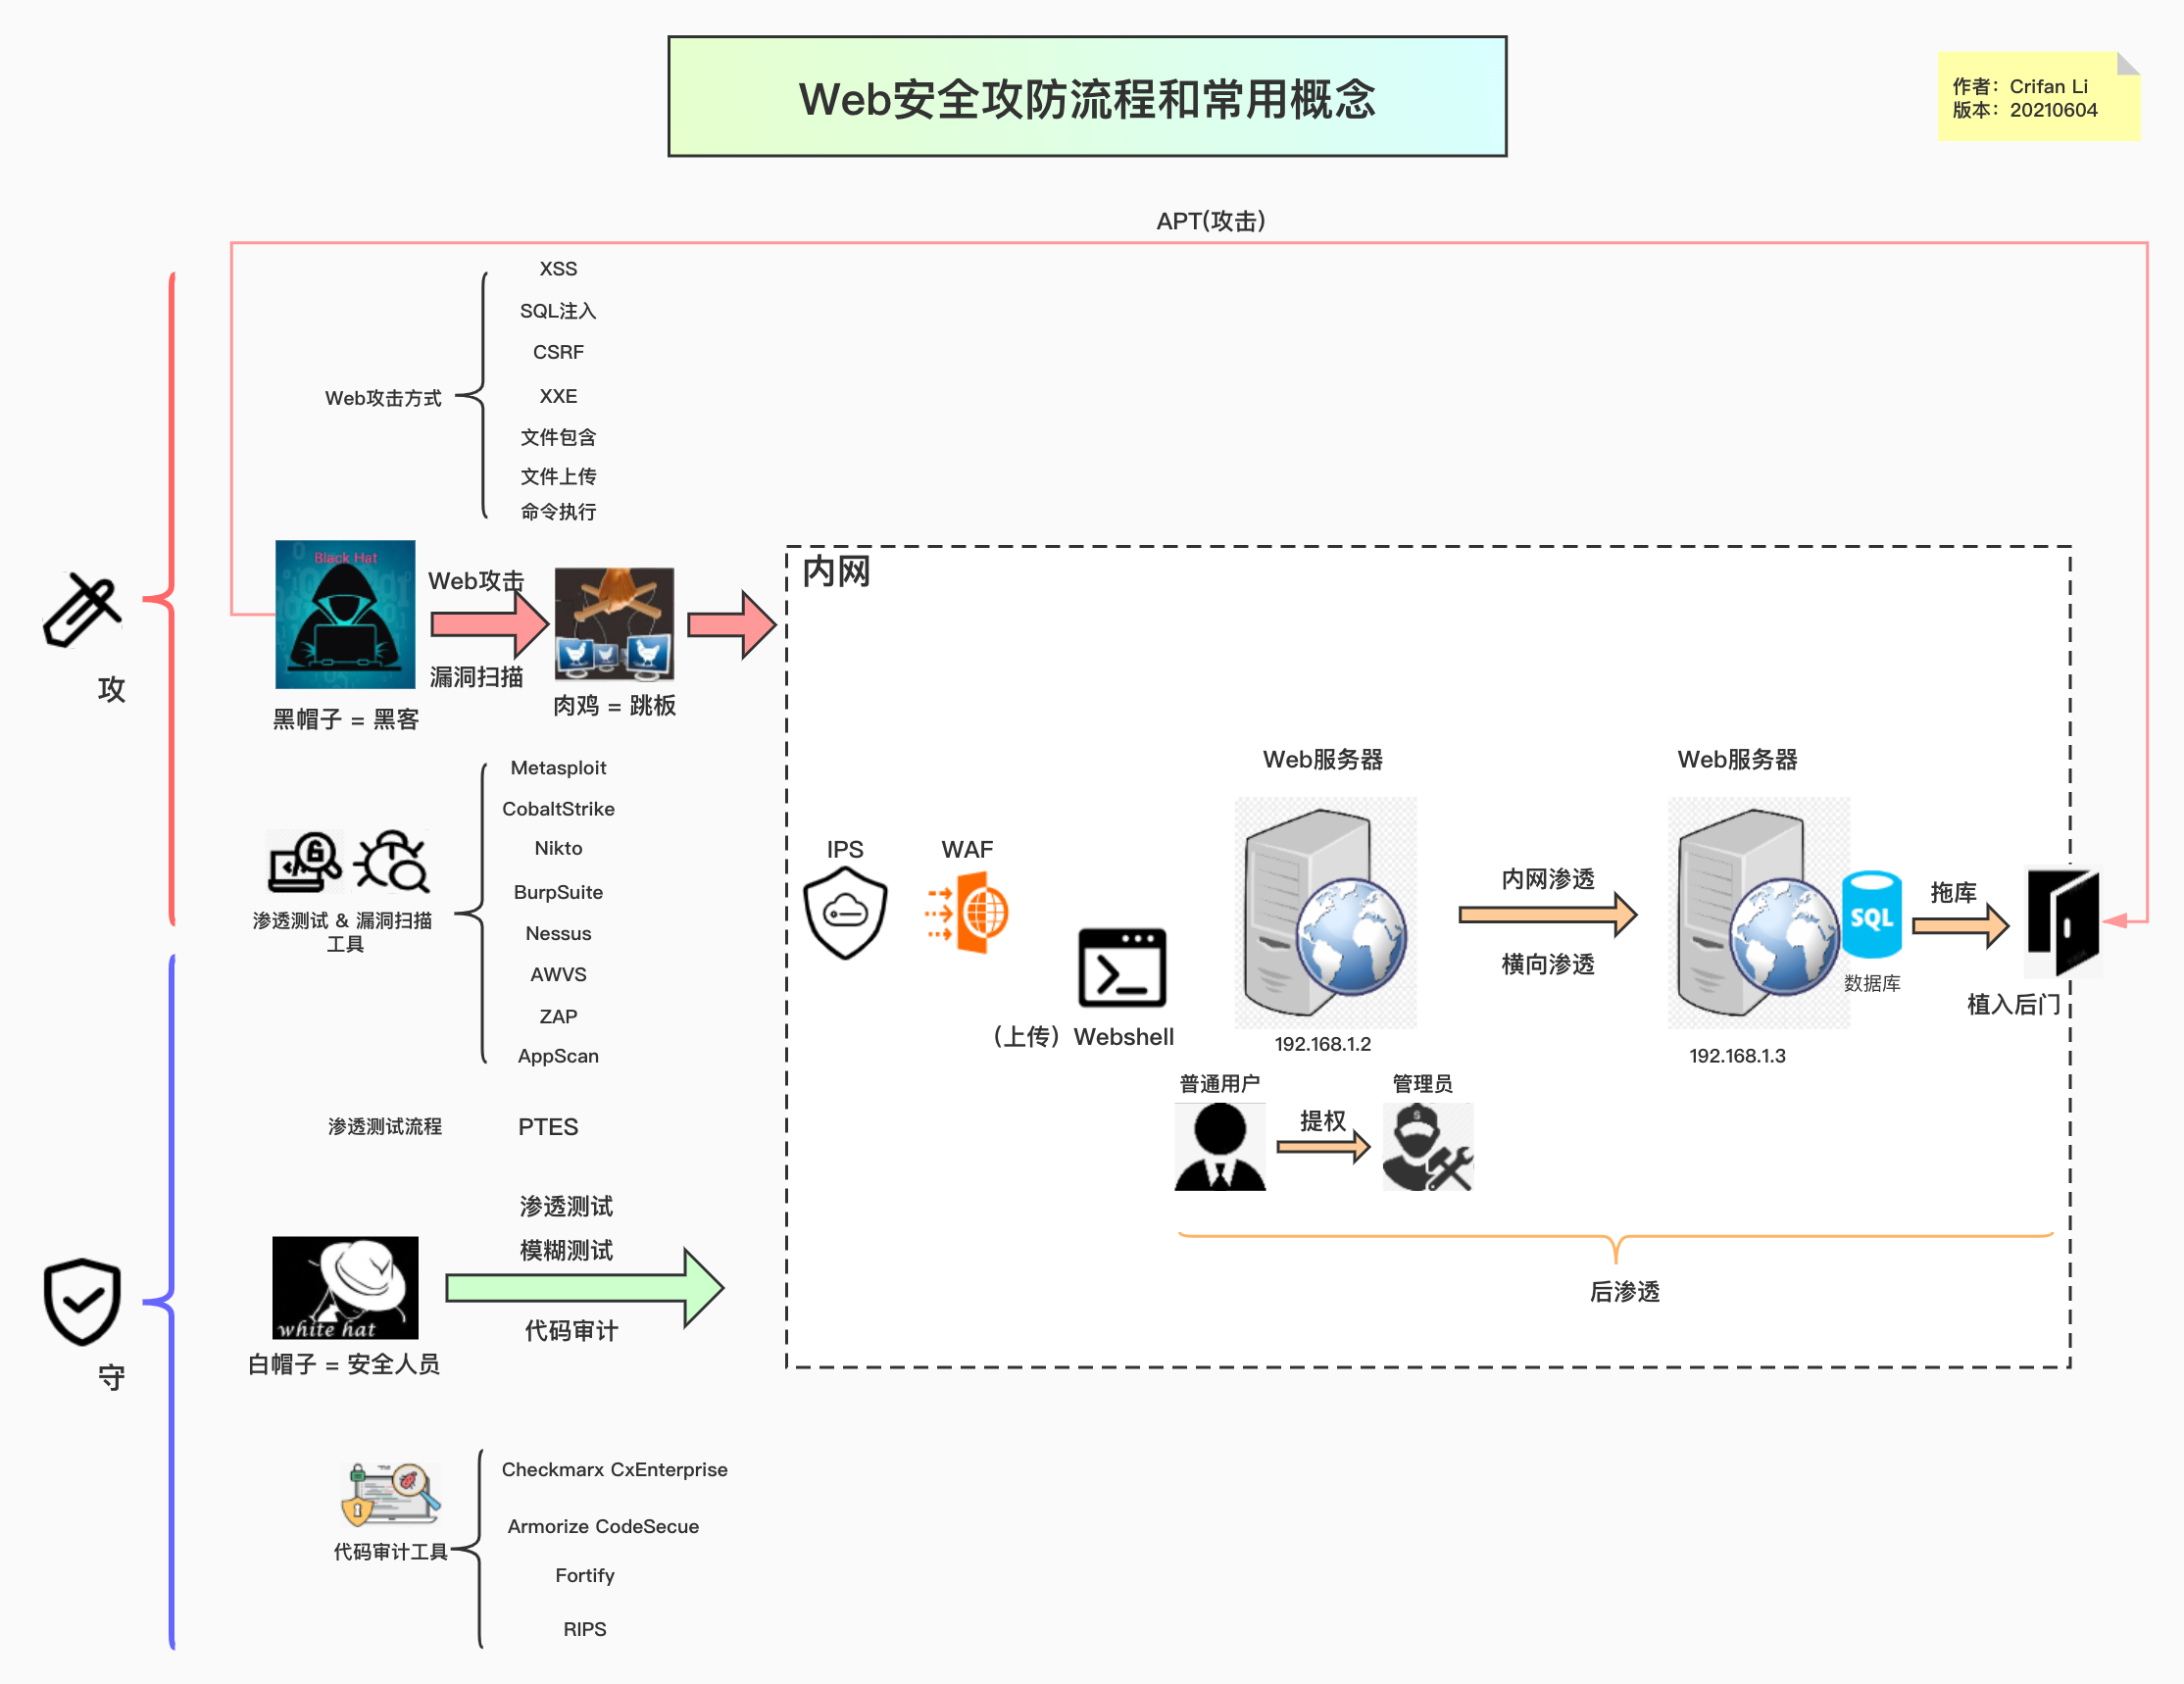 Web安全攻防流程和常用概念
作者：Crifan Li
版本：20210604
APT(攻击)
XSS
SQL注入
CSRF
Web攻击方式
XXE
文件包含
文件上传
命令执行
Black Hat
Web攻击
漏洞扫描
黑帽子 = 黑客
肉鸡 = 跳板
攻
内网
Metasploit
CobaltStrike
Nikto
BurpSuite
Nessus
AWVS
ZAP
AppScan
渗透测试 & 漏洞扫描
工具
渗透测试流程
PTES
IPS
WAF
（上传）Webshell
Web服务器
192.168.1.2
内网渗透
横向渗透
Web服务器
192.168.1.3
SQL
数据库
拖库
植入后门
普通用户
提权
管理员
后渗透
渗透测试
模糊测试
代码审计
white hat
白帽子 = 安全人员
守
代码审计工具
Checkmarx CxEnterprise
Armorize CodeSecue
Fortify
RIPS